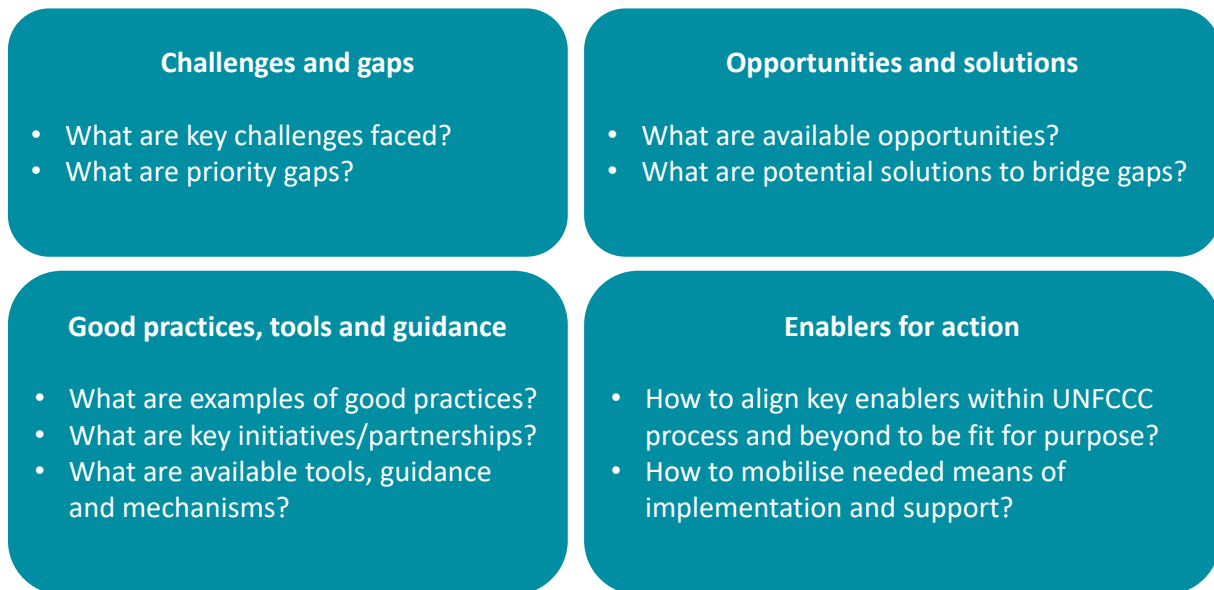 Challenges and gaps
• What are key challenges faced?
• What are priority gaps?
Opportunities and solutions
• What are available opportunities?
• What are potential solutions to bridge gaps?
Good practices, tools and guidance
• What are examples of good practices?
• What are key initiatives/partnerships?
• What are available tools, guidance
and mechanisms?
Enablers for action
• How to align key enablers within UNFCCC
process and beyond to be fit for purpose?
• How to mobilise needed means of
implementation and support?